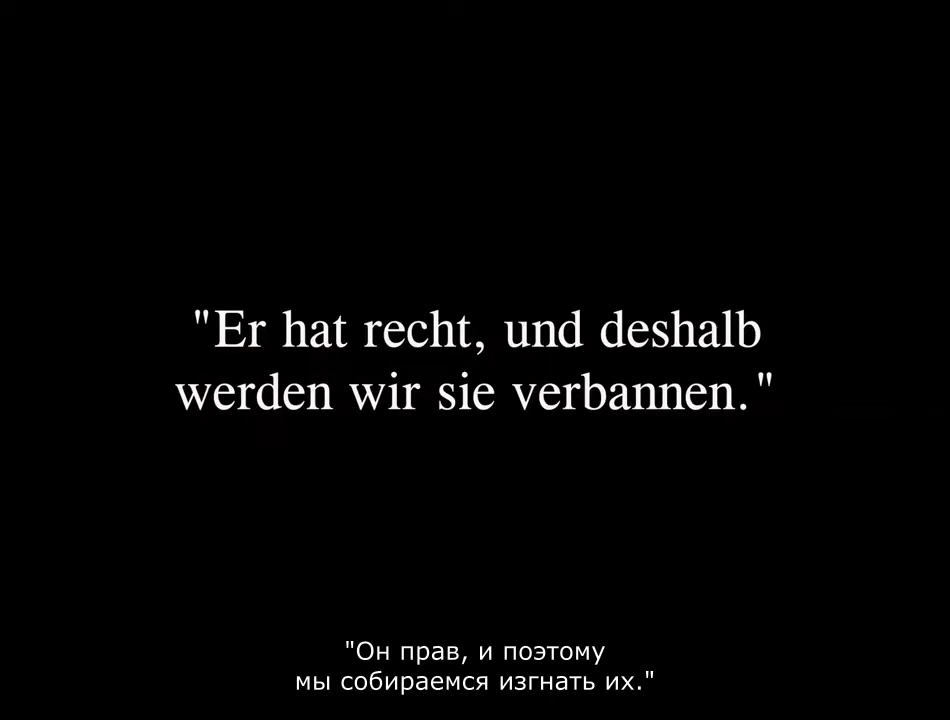 "Er hat recht, und deshalb
werden wir sie verbannen."
"Он прав, и поэтому
мы собираемся изгнать их."